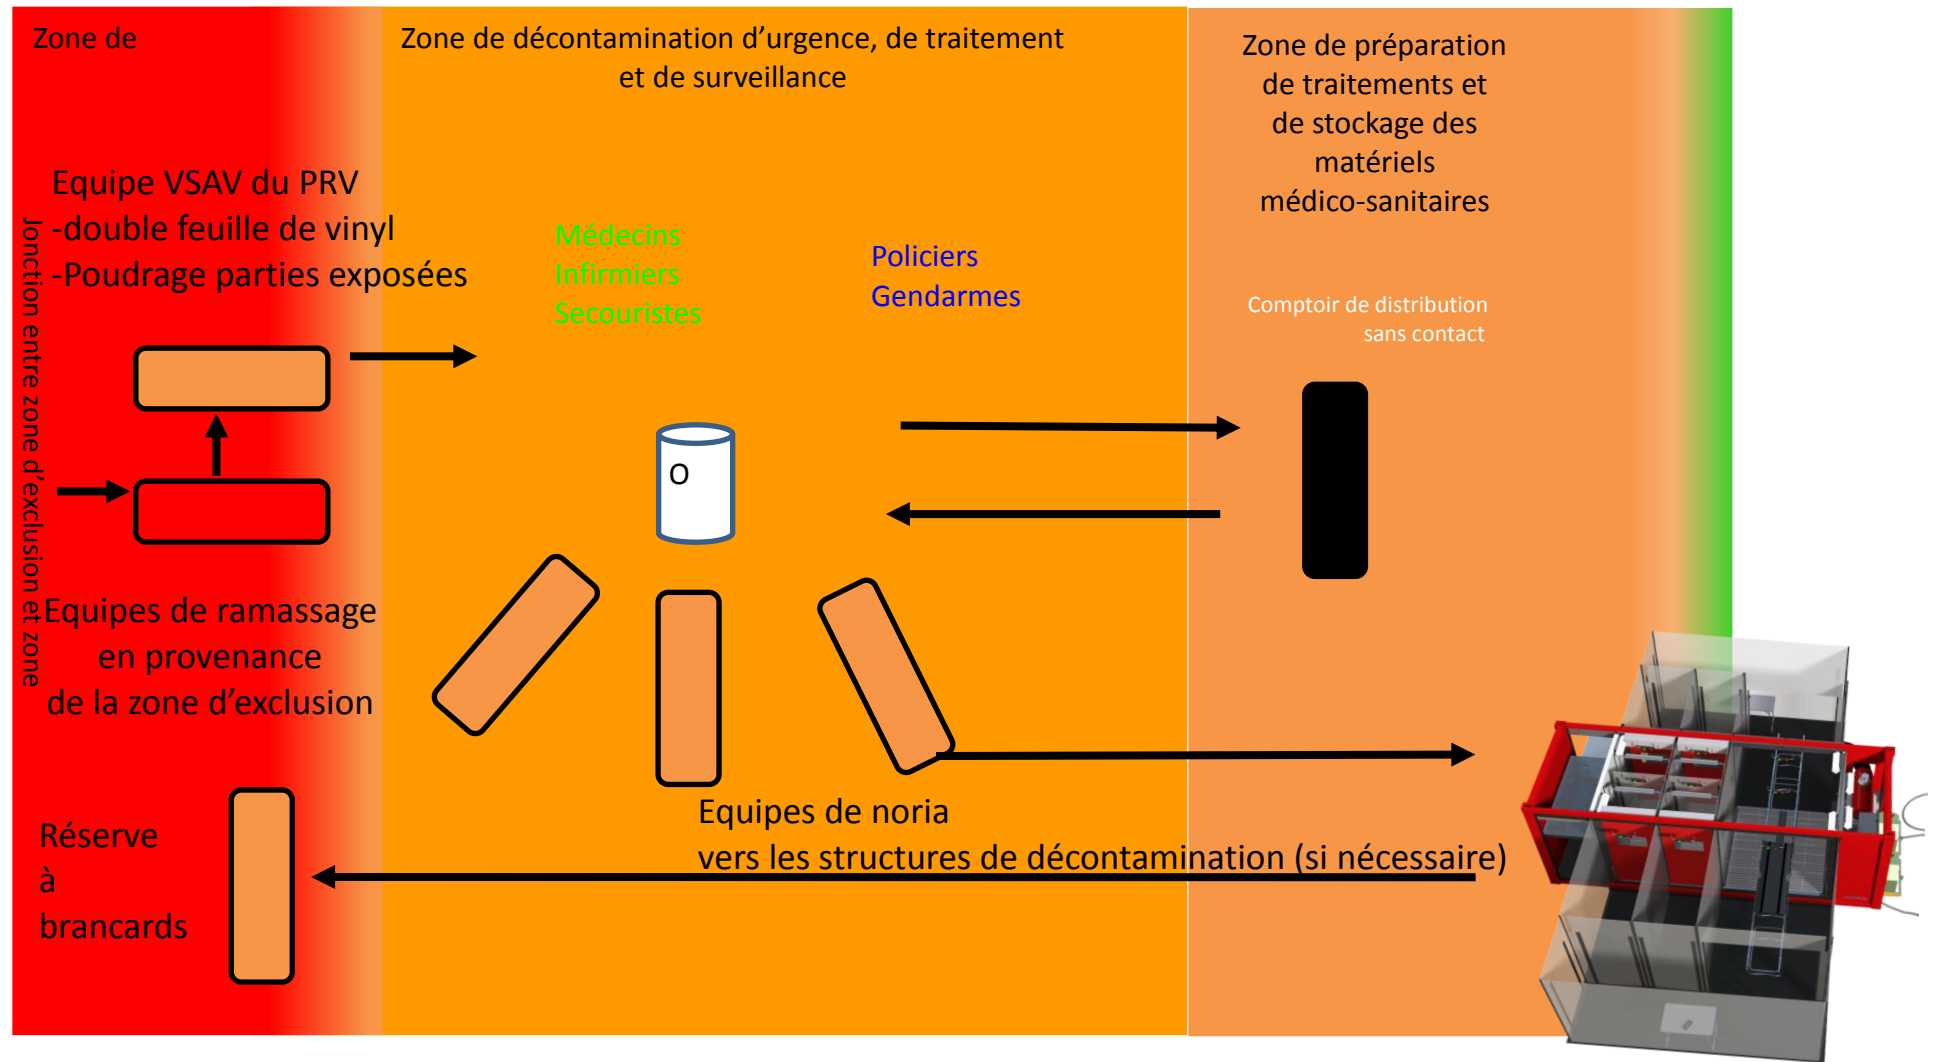 Zone de
Zone de décontamination d’urgence, de traitement
et de surveillance
Zone de préparation
de traitements et
de stockage des
matériels
médico-sanitaires
Equipe VSAV du PRV
-double feuille de vinyl
-Poudrage parties exposées
Jonction entre zone d’exclusion et zone
Médecins
Infirmiers
Secouristes
Policiers
Gendarmes
Comptoir de distribution
sans contact
O
Equipes de ramassage
en provenance
de la zone d’exclusion
Equipes de noria
vers les structures de décontamination (si nécessaire)
Réserve
à
brancards